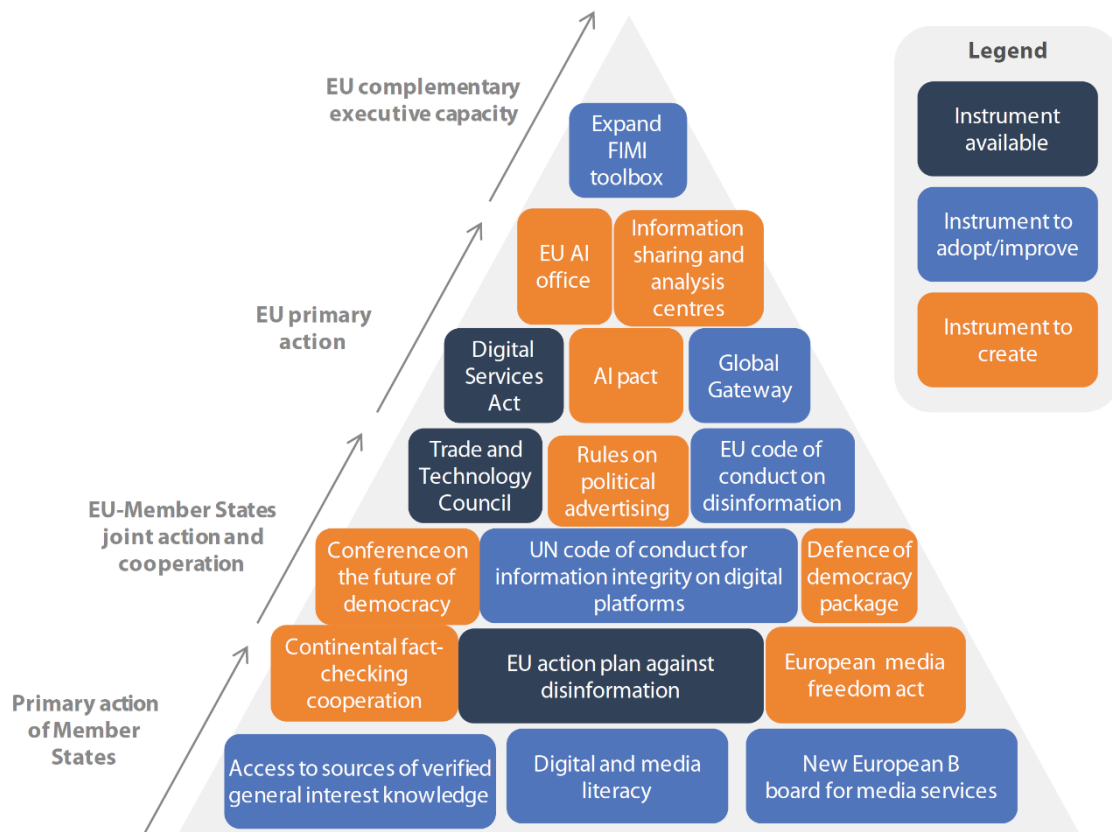 EU complementary
executive capacity
EU primary
action
EU-Member States
joint action and
cooperation
Primary action
of Member
States
Expand
FIMI
toolbox
EU AI
office
Information
sharing and
analysis
centres
Digital
Services
Act
AI pact
Global
Gateway
Trade and
Technology
Council
Rules on
political
advertising
EU code of
conduct on
disinformation
Conference on
the future of
democracy
UN code of conduct for
information integrity on digital
platforms
Defence of
democracy
package
Continental fact-
checking
cooperation
EU action plan against
disinformation
European media
freedom act
Access to sources of verified
general interest knowledge
Digital and media
literacy
New European B
board for media services
Legend
Instrument
available
Instrument to
adopt/improve
Instrument to
create